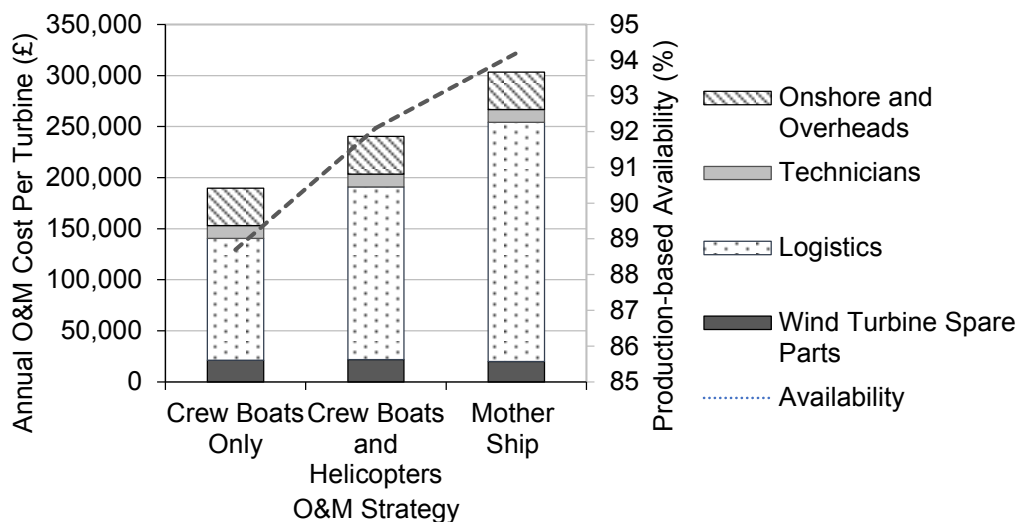 Annual O&M Cost Per Turbine (£)
350,000
300,000
250,000
200,000
150,000
100,000
50,000
0
Crew Boats
Only
Crew Boats
and
Helicopters
Mother
Ship
O&M Strategy
95
94
93
92
91
90
89
88
87
86
85
Production-based Availability (%)
Onshore and
Overheads
Technicians
Logistics
Wind Turbine Spare
Parts
Availability